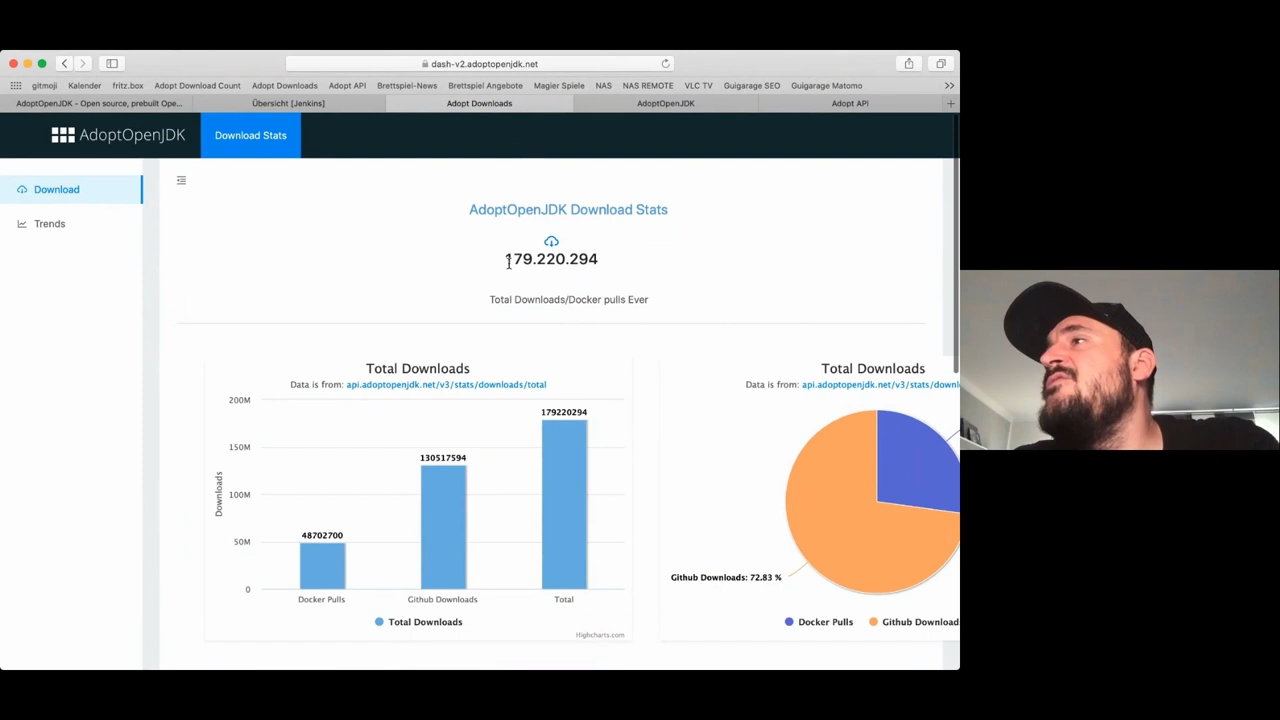 dash-v2.adoptopenjdk.net
gitmoji Kalender fritz.box Adopt Download Count Adopt Downloads Adopt API Brettspiel-News Brettspiel Angebote Magier Spiele NAS NAS REMOTE VLC TV Guigarage SEO Guigarage Matomo
AdoptOpenJDK - Open source, prebuilt Ope... Übersicht [Jenkins] Adopt Downloads AdoptOpenJDK Adopt API
AdoptOpenJDK Download Stats
Download
Trends
AdoptOpenJDK Download Stats
179.220.294
Total Downloads/Docker pulls Ever
Total Downloads
Data is from: api.adoptopenjdk.net/v3/stats/downloads/total
200M
150M
100M
50M
0
Downloads
48702700
130517594
179220294
Docker Pulls Github Downloads Total
Total Downloads
Highcharts.com
Total Downloads
Data is from: api.adoptopenjdk.net/v3/stats/downl
Github Downloads: 72.83 %
Docker Pulls Github Download